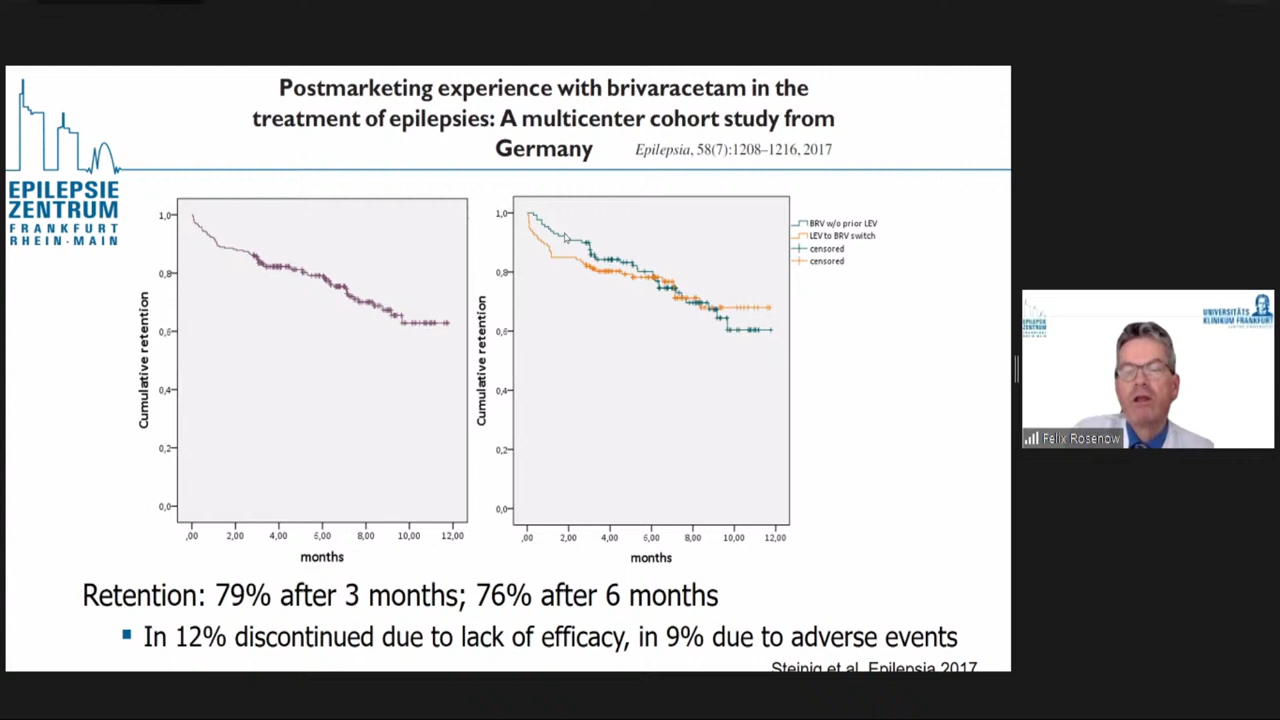 Postmarketing experience with brivaracetam in the
treatment of epilepsies: A multicenter cohort study from
Germany Epilepsia, 58(7):1208–1216, 2017
EPILEPSIE
ZENTRUM
FRANKFURT
RHEIN-MAIN
Cumulative retention
1,0
0,8
0,6
0,4
0,2
0,0
,00 2,00 4,00 6,00 8,00 10,00 12,00
months
Cumulative retention
1,0
0,8
0,6
0,4
0,2
0,0
,00 2,00 4,00 6,00 8,00 10,00 12,00
months
BRV w/o prior LEV
LEV to BRV switch
censored
censored
Retention: 79% after 3 months; 76% after 6 months
▪ In 12% discontinued due to lack of efficacy, in 9% due to adverse events
Steinig et al. Epilepsia 2017
EPILEPSIE
ZENTRUM
UNIVERSITÄTS
KLINIKUM FRANKFURT
Felix Rosenow